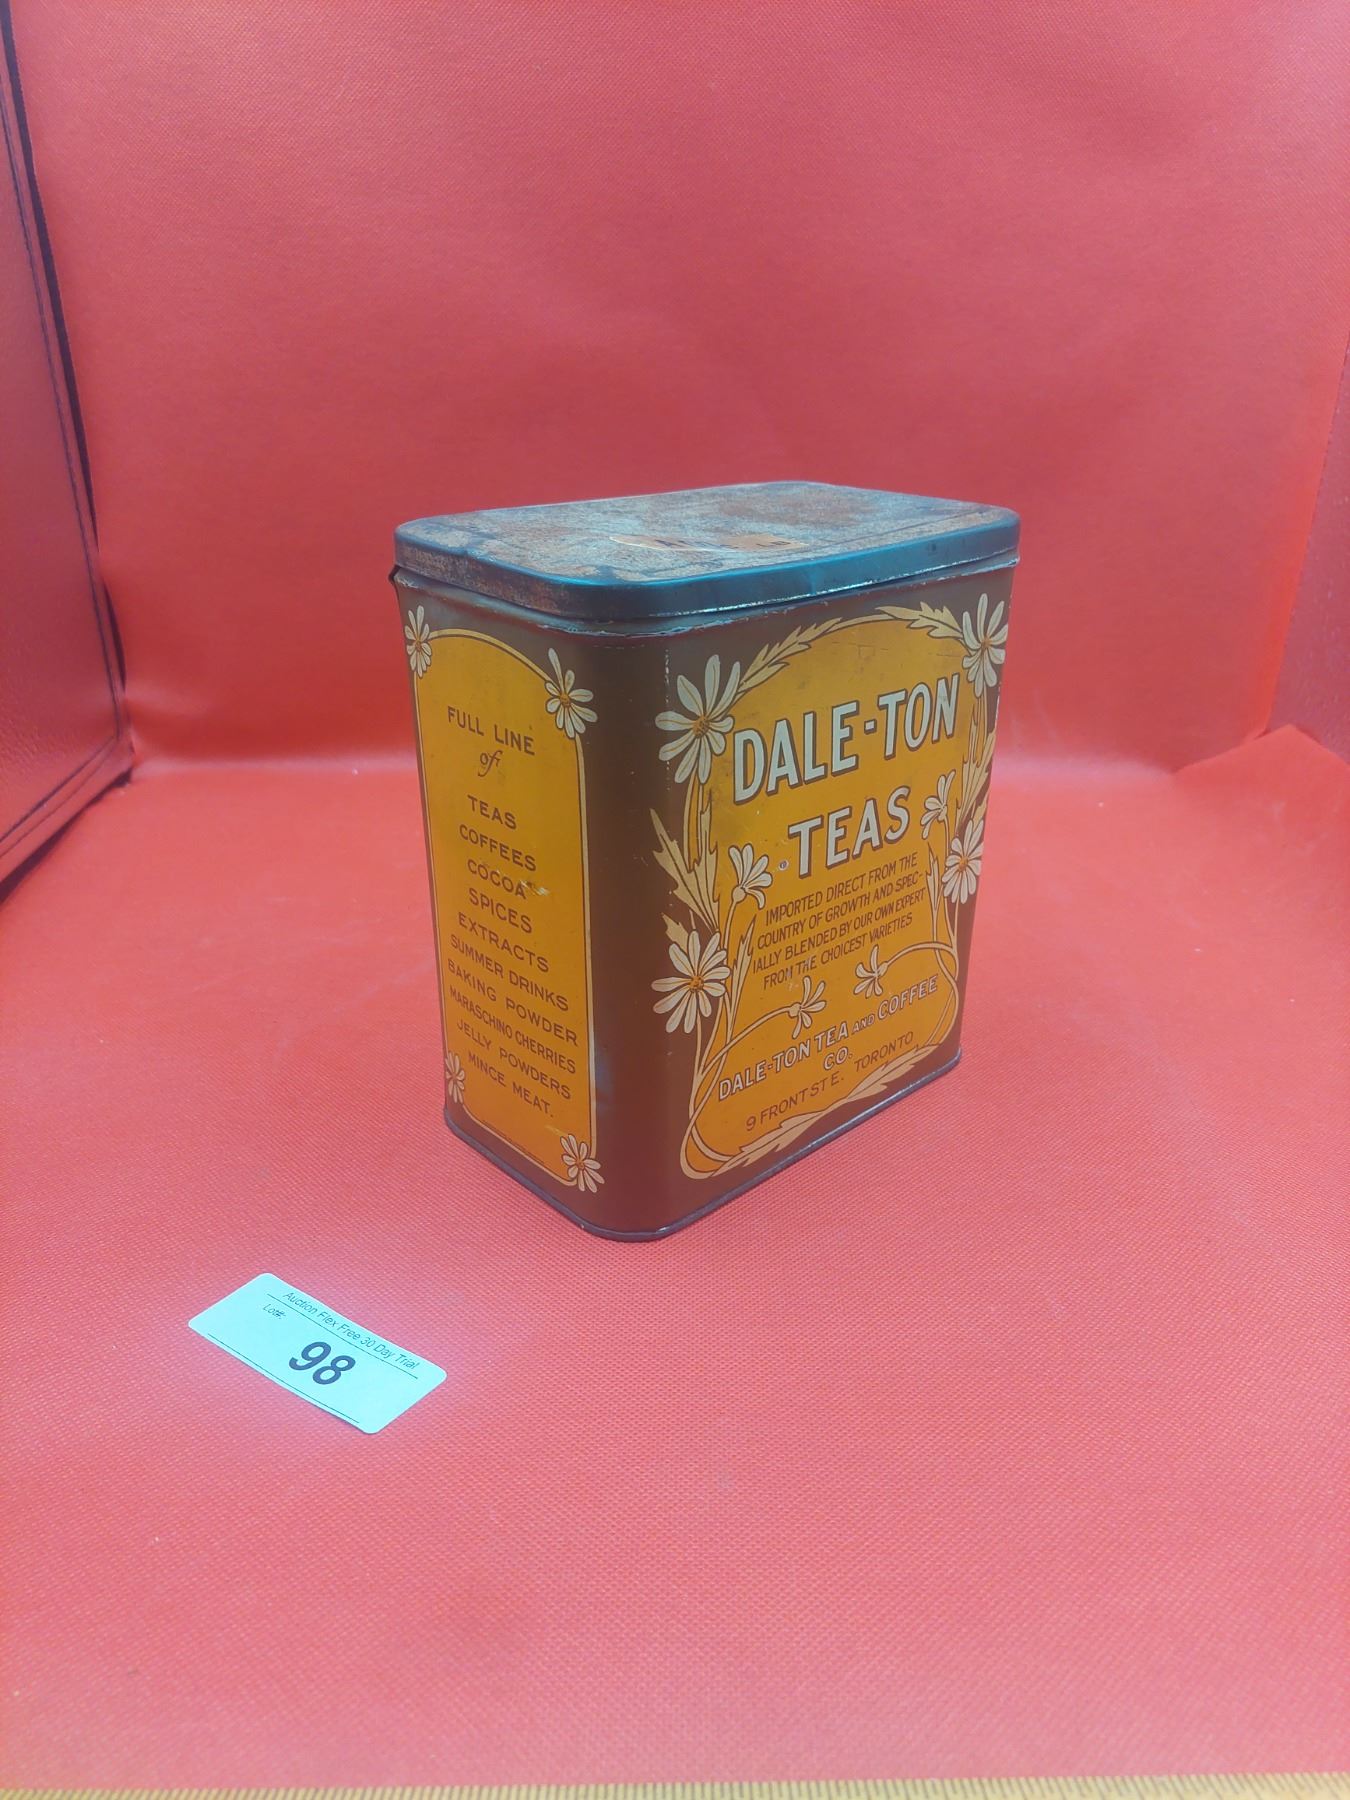 FULL LINE
of
TEAS
COFFEES
COCOA
SPICES
EXTRACTS
SUMMER DRINKS
BAKING POWDER
MARASCHINO CHERRIES
JELLY POWDERS
MINCE MEAT.
DALE-TON
TEAS
IMPORTED DIRECT FROM THE
COUNTRY OF GROWTH AND SPEC-
IALLY BLENDED BY OUR OWN EXPERT
FROM THE CHOICEST VARIETIES
DALE-TON TEA AND COFFEE
CO.
9 FRONT ST E. TORONTO
Auction Flex Free 30 Day Trial
Lot#:
98